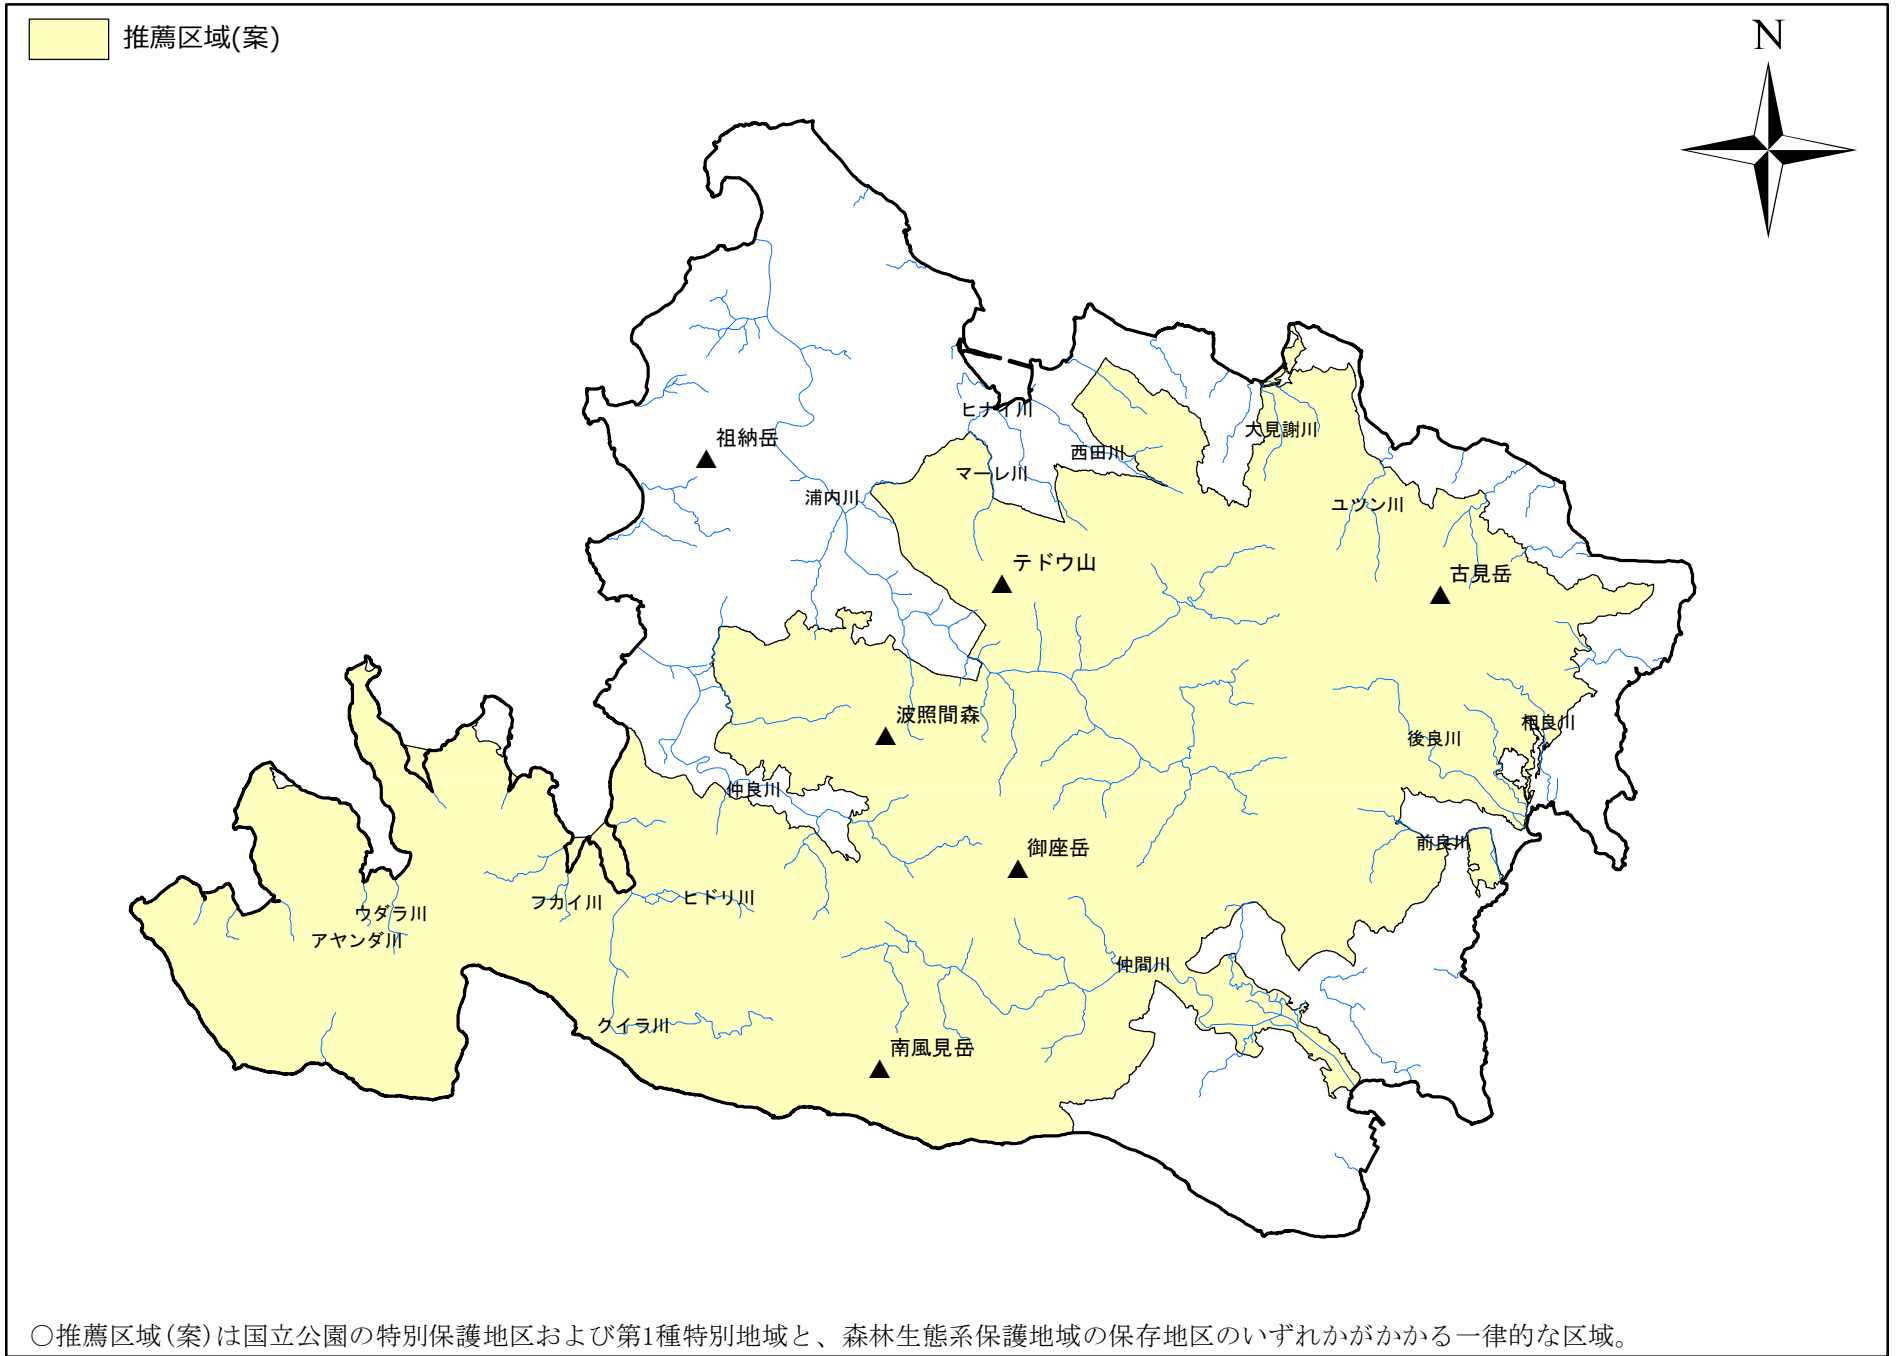 推薦区域(案)
N
ヒナイ川
大見謝川
祖納岳
西田川
マーレ川
浦内川
ユツン川
テドウ山
古見岳
波照間森
相良川
後良川
仲良川
前良川
御座岳
ヒドリ川
フカイ川
ウダラ川
アヤンダ川
仲間川
クイラ川
南風見岳
○推薦区域(案)は国立公園の特別保護地区および第1種特別地域と、森林生態系保護地域の保存地区のいずれかがかかる一律的な区域。